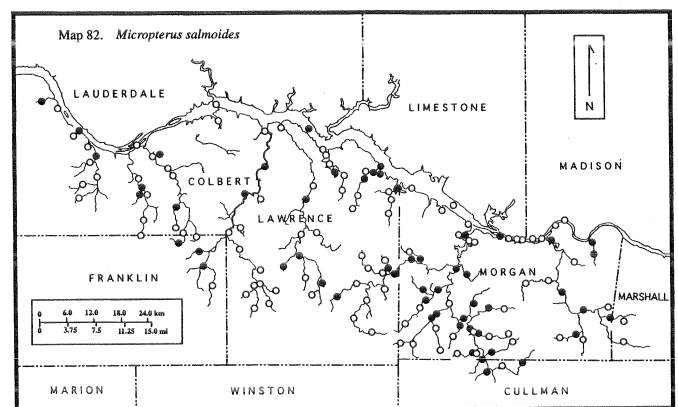 Map 82. Micropterus salmoides
LAUDERDALE
LIMESTONE
N
MADISON
COLBERT
LAWRENCE
FRANKLIN
MORGAN
MARSHALL
0 6.0 12.0 18.0 24.0 km
0 3.75 7.5 11.25 15.0 mi
MARION
WINSTON
CULLMAN